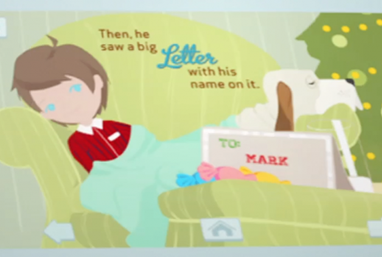 Then, he
saw a big Letter
with his
name on it.
TO:
MARK